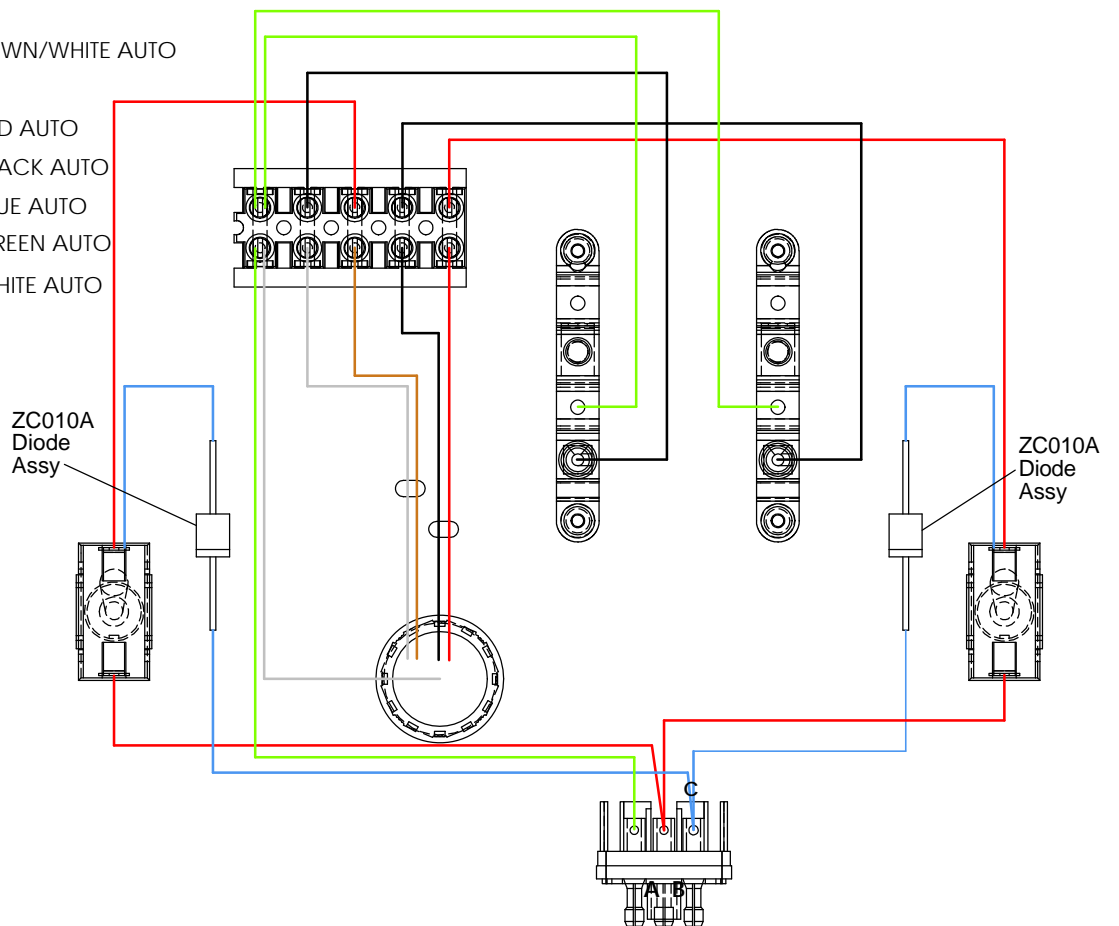 WN/WHITE AUTO
D AUTO
ACK AUTO
UE AUTO
REEN AUTO
HITE AUTO
ZC010A
Diode
Assy
ZC010A
Diode
Assy
C
A B